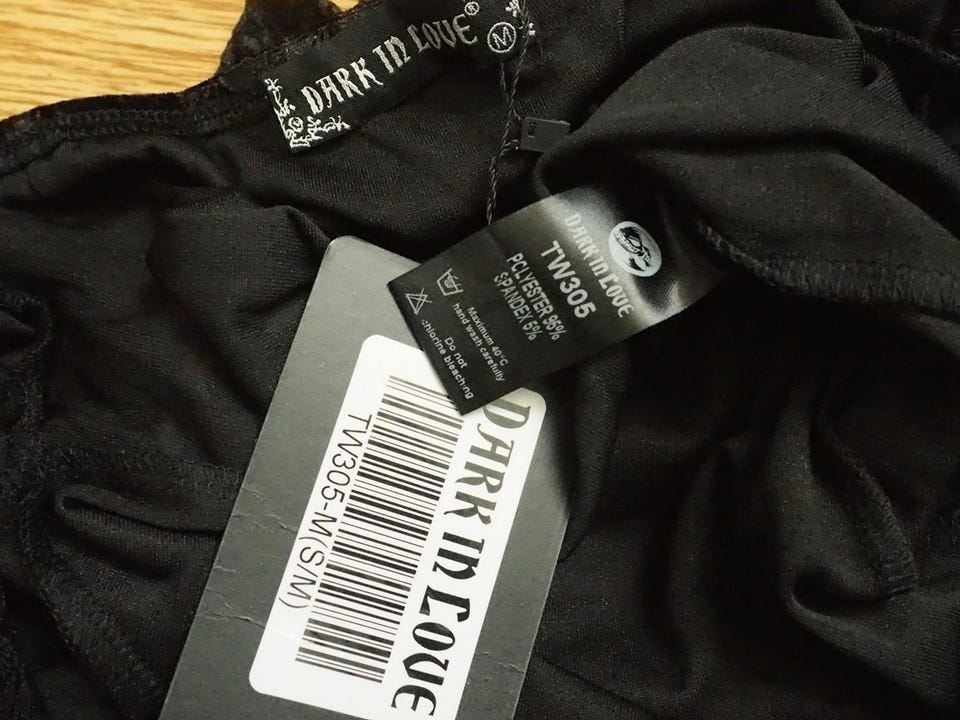 DARK IN LOVE®
M
DARK IN LOVE
TW305
PCLYESTER 95%
SPANDEX 5%
Maximum 40°C
hand wash carefully
Do not
chlorine bleaching
DARK IN LOVE
TW305-M(S/M)